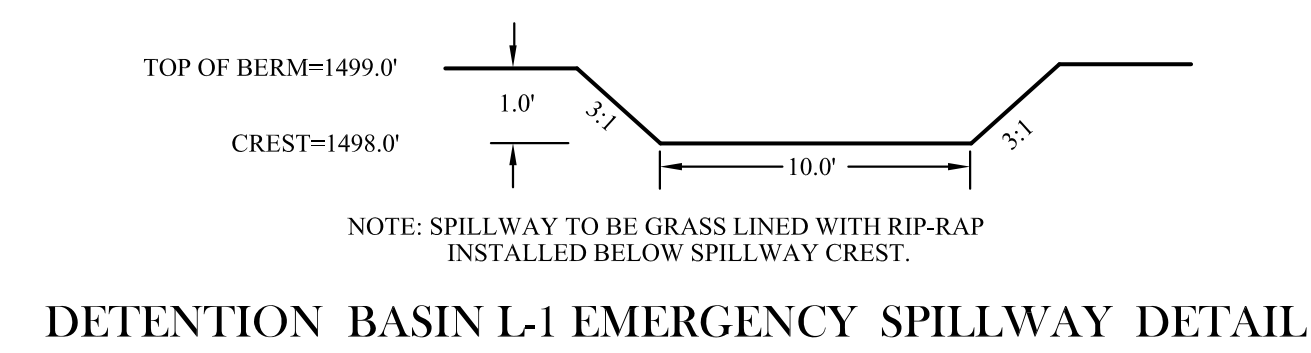 TOP OF BERM=1499.0'
1.0'
3:1
3:1
CREST=1498.0'
10.0'
NOTE: SPILLWAY TO BE GRASS LINED WITH RIP-RAP
INSTALLED BELOW SPILLWAY CREST.
DETENTION BASIN L-1 EMERGENCY SPILLWAY DETAIL